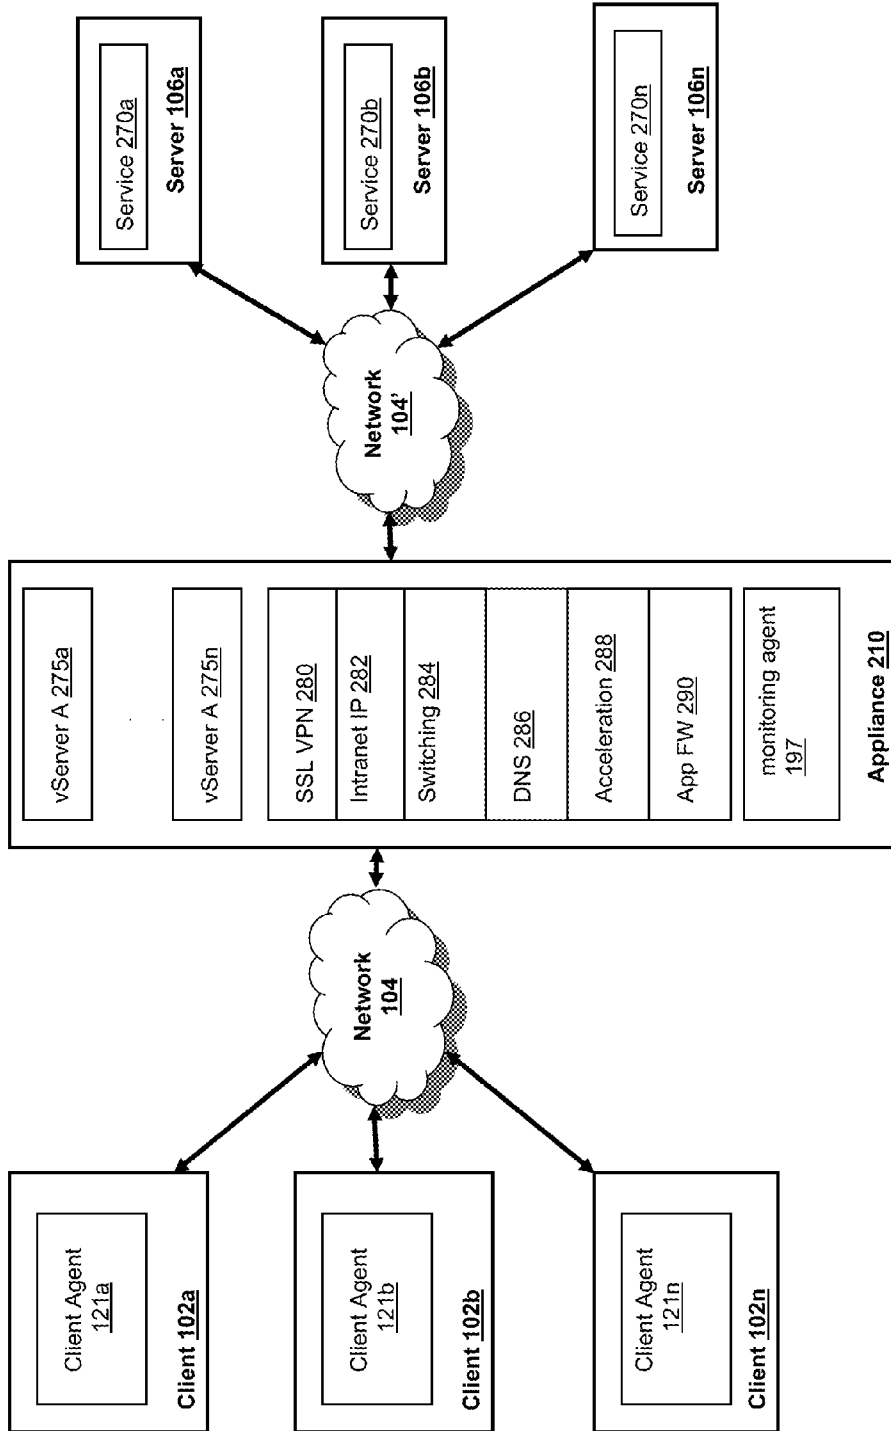 Client Agent
121a
Client 102a
Client Agent
121b
Client 102b
Client Agent
121n
Client 102n
Network
104
vServer A 275a
vServer A 275n
SSL VPN 280
Intranet IP 282
Switching 284
DNS 286
Acceleration 288
App FW 290
monitoring agent
197
Appliance 210
Network
104'
Service 270a
Server 106a
Service 270b
Server 106b
Service 270n
Server 106n